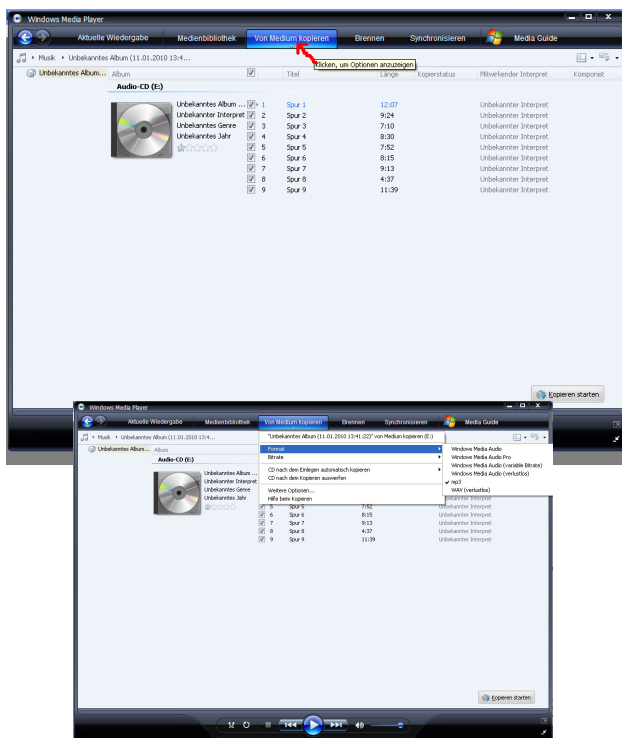 Windows Media Player
Aktuelle Wiedergabe Medienbibliothek Von Medium kopieren Brennen Synchronisieren Media Guide
Musik Unbekanntes Album (11.01.2010 13:4...
Klicken, um Optionen anzuzeigen
Unbekanntes Album... Album Titel Länge Kopierstatus Mitwirkender Interpret Komponist
Audio-CD (E:)
Unbekanntes Album ... 1 Spur 1 12:07 Unbekannter Interpret
Unbekannter Interpret 2 Spur 2 9:24 Unbekannter Interpret
Unbekanntes Genre 3 Spur 3 7:10 Unbekannter Interpret
Unbekanntes Jahr 4 Spur 4 8:30 Unbekannter Interpret
5 Spur 5 7:52 Unbekannter Interpret
6 Spur 6 8:15 Unbekannter Interpret
7 Spur 7 9:13 Unbekannter Interpret
8 Spur 8 4:37 Unbekannter Interpret
9 Spur 9 11:39 Unbekannter Interpret
Kopieren starten
Windows Media Player
Aktuelle Wiedergabe Medienbibliothek Von Medium kopieren Brennen Synchronisieren Media Guide
Musik Unbekanntes Album (11.01.2010 13:4...
"Unbekanntes Album (11.01.2010 13:41:22)" von Medium kopieren (E:)
Unbekanntes Album... Album
Format Windows Media Audio
Bitrate Windows Media Audio Pro
Audio-CD (E:)
Windows Media Audio (variable Bitrate)
CD nach dem Einlegen automatisch kopieren Windows Media Audio (verlustlos)
Unbekanntes Album ...
CD nach dem Kopieren auswerfen mp3
Unbekannter Interpret
Weitere Optionen... WAV (verlustlos)
Unbekanntes Genre
Hilfe beim Kopieren Unbekannter Interpret
Unbekanntes Jahr
5 Spur 5 7:52 Unbekannter Interpret
6 Spur 6 8:15 Unbekannter Interpret
7 Spur 7 9:13 Unbekannter Interpret
8 Spur 8 4:37 Unbekannter Interpret
9 Spur 9 11:39 Unbekannter Interpret
Kopieren starten